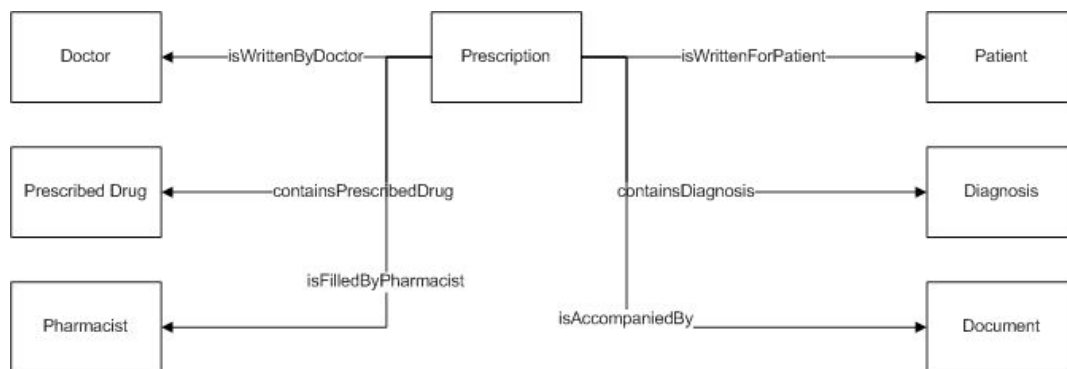 Doctor
isWrittenByDoctor
Prescription
isWrittenForPatient
Patient
Prescribed Drug
containsPrescribedDrug
containsDiagnosis
Diagnosis
isFilledByPharmacist
Pharmacist
isAccompaniedBy
Document